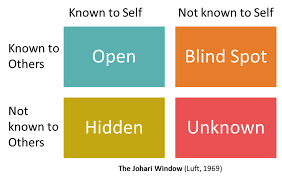 Known to Self
Not known to Self
Known to
Others
Open
Blind Spot
Not
known to
Others
Hidden
Unknown
The Johari Window (Luft, 1969)